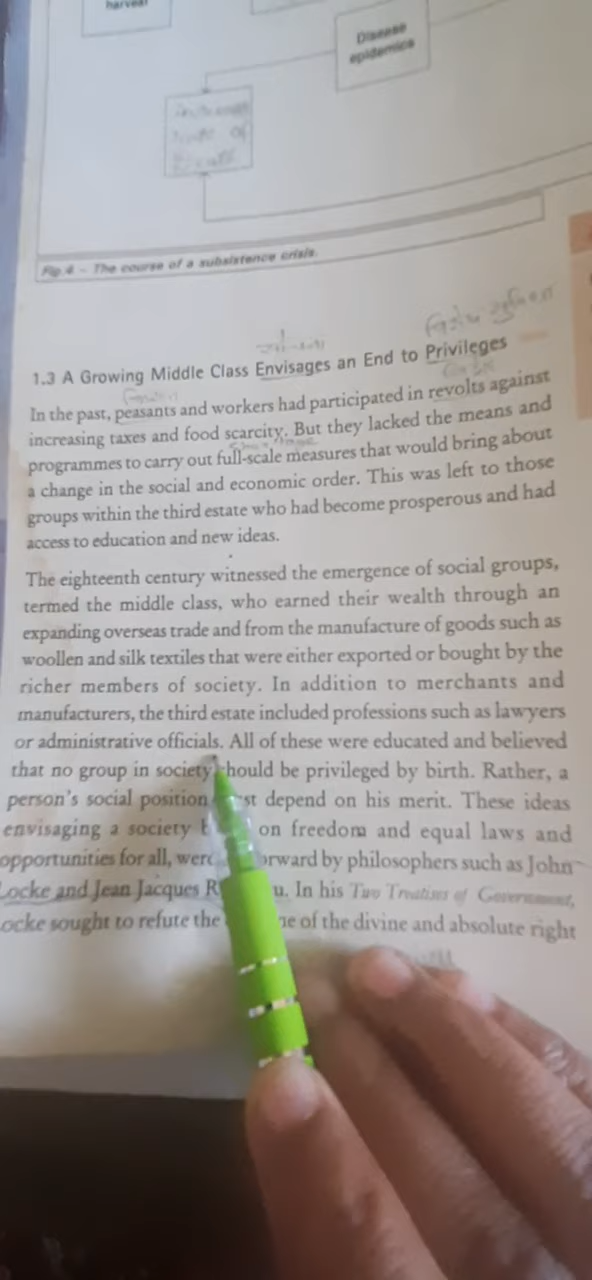 harvest
Disease
epidemics
Fig.4 – The course of a subsistence crisis.
1.3 A Growing Middle Class Envisages an End to Privileges
In the past, peasants and workers had participated in revolts against
increasing taxes and food scarcity. But they lacked the means and
programmes to carry out full-scale measures that would bring about
a change in the social and economic order. This was left to those
groups within the third estate who had become prosperous and had
access to education and new ideas.
The eighteenth century witnessed the emergence of social groups,
termed the middle class, who earned their wealth through an
expanding overseas trade and from the manufacture of goods such as
woollen and silk textiles that were either exported or bought by the
richer members of society. In addition to merchants and
manufacturers, the third estate included professions such as lawyers
or administrative officials. All of these were educated and believed
that no group in society should be privileged by birth. Rather, a
person's social position st depend on his merit. These ideas
envisaging a society on freedom and equal laws and
opportunities for all, were orward by philosophers such as John
Locke and Jean Jacques R u. In his Two Treatises of Government,
ocke sought to refute the ne of the divine and absolute right